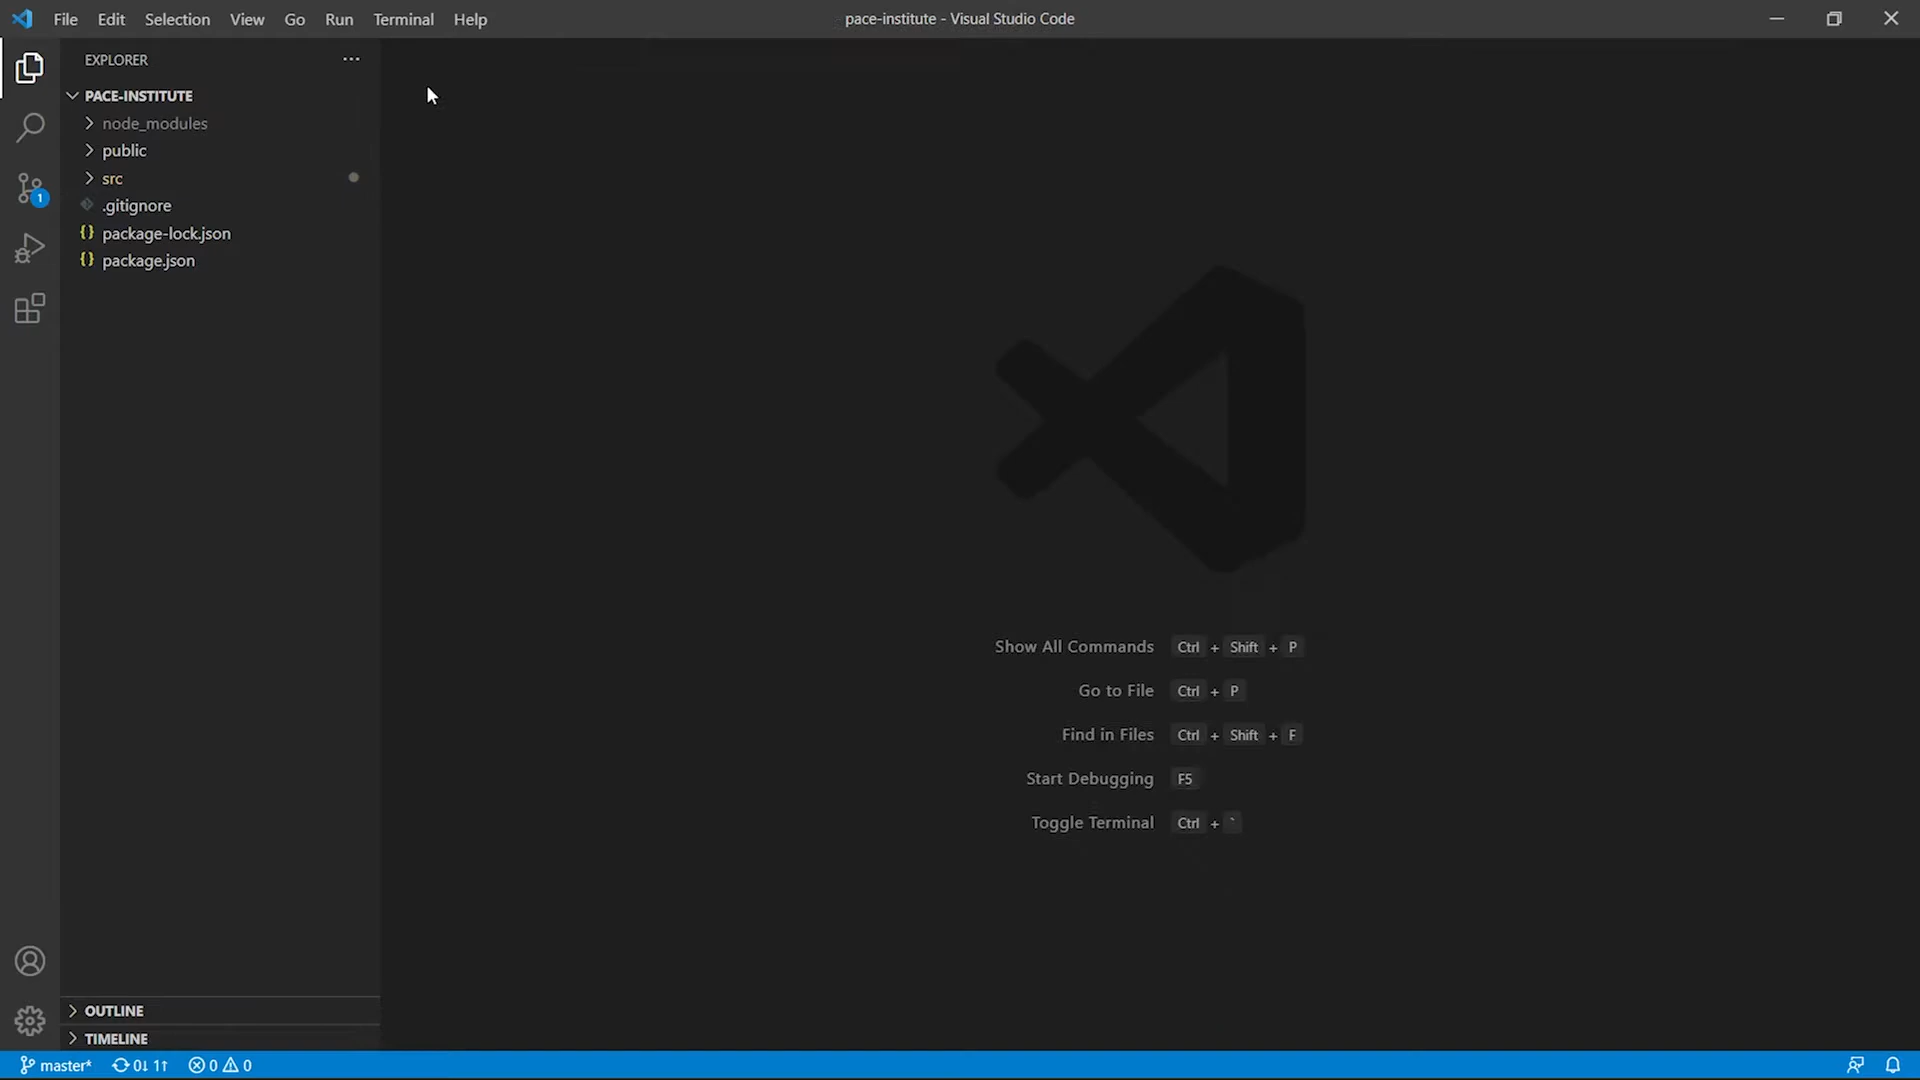 File Edit Selection View Go Run Terminal Help
pace-institute - Visual Studio Code
EXPLORER
PACE-INSTITUTE
node_modules
public
src
.gitignore
{} package-lock.json
{} package.json
1
Show All Commands Ctrl + Shift + P
Go to File Ctrl + P
Find in Files Ctrl + Shift + F
Start Debugging F5
Toggle Terminal Ctrl + `
OUTLINE
TIMELINE
master* 0↓ 1↑ 0 0